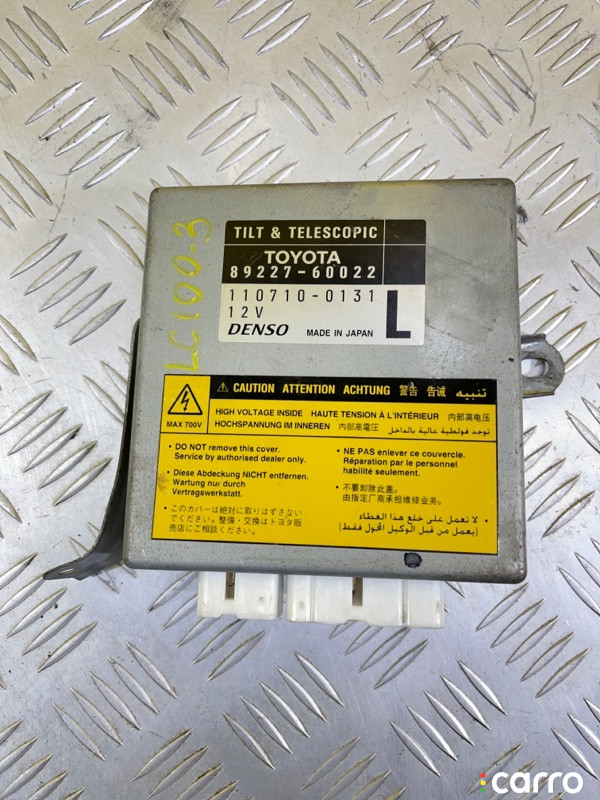 LC100-3
TILT & TELESCOPIC
TOYOTA
89227-60022
110710-0131
12V
DENSO MADE IN JAPAN L
CAUTION ATTENTION ACHTUNG 警告 告诫 تنبيه
MAX 700V
HIGH VOLTAGE INSIDE HAUTE TENSION À L'INTÉRIEUR 内部高电压
HOCHSPANNUNG IM INNEREN 内部高電圧 توجد فولطية عالية بالداخل
• DO NOT remove this cover.
Service by authorised dealer only.
• Diese Abdeckung NICHT entfernen.
Wartung nur durch
Vertragswerkstatt.
• このカバーは絶対に取りはずさない
でください。整備・交換はトヨタ販
売店にご相談ください。
• NE PAS enlever ce couvercle.
Réparation par le personnel
habilité seulement.
• 不要卸除此盖。
由指定厂商承担维修业务。
• لا تعمل على خلع هذا الغطاء
(يعمل من قبل الوكيل المخول فقط)
carro